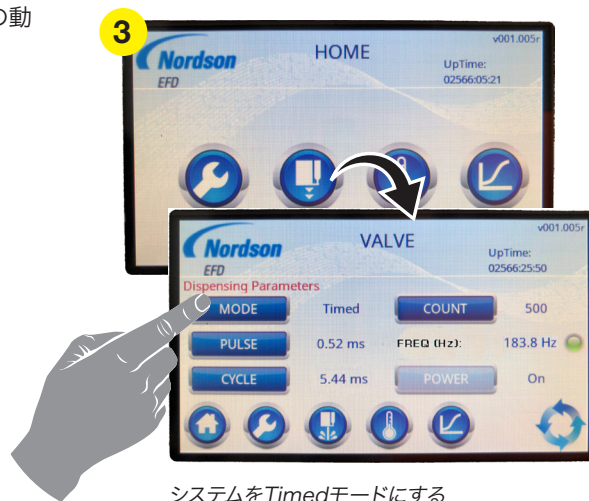 の動
3
v001.005r
Nordson
EFD
HOME
UpTime:
02566:05:21
v001.005r
Nordson
EFD
VALVE
UpTime:
02566:25:50
Dispensing Parameters
MODE Timed COUNT 500
PULSE 0.52 ms FREQ (Hz): 183.8 Hz
CYCLE 5.44 ms POWER On
システムをTimedモードにする